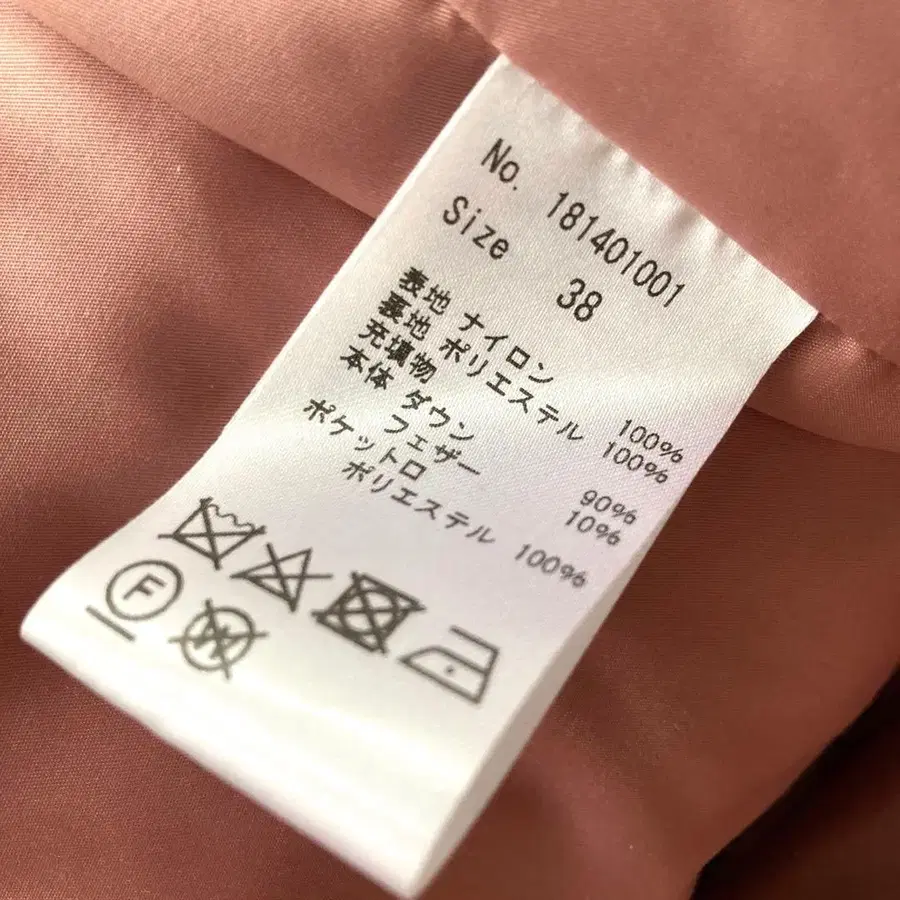 No. 181401001
Size 38
表地 ナイロン 100%
裏地 ポリエステル 100%
充填物
本体 ダウン 90%
フェザー 10%
ポケットロ
ポリエステル 100%
F
W